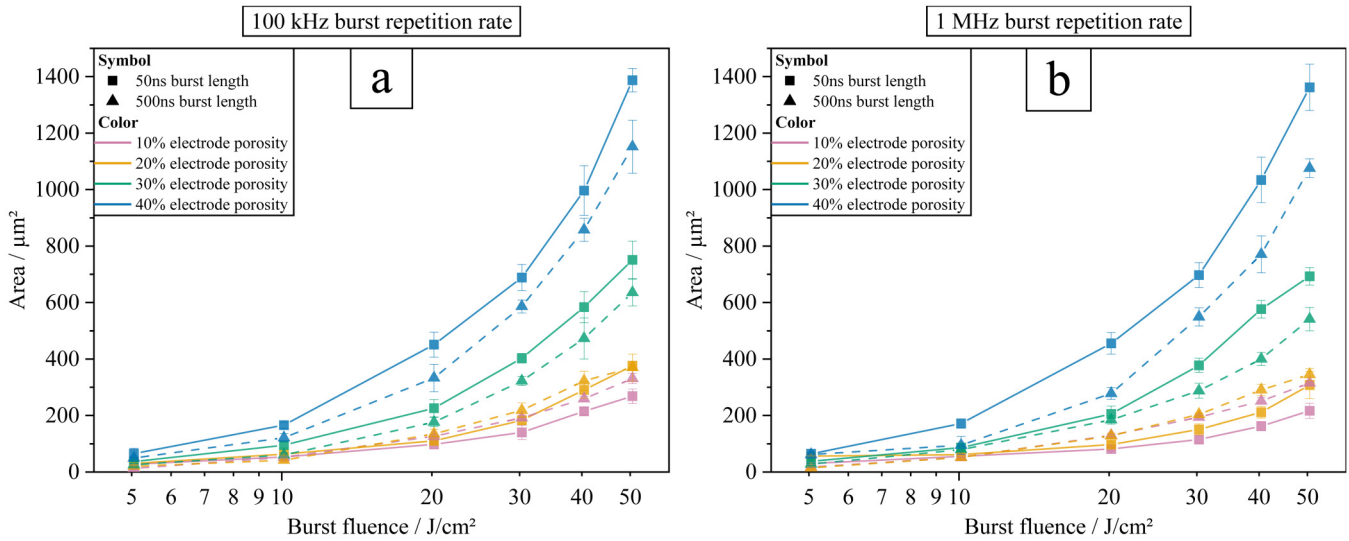 100 kHz burst repetition rate
a
Symbol
50ns burst length
500ns burst length
Color
10% electrode porosity
20% electrode porosity
30% electrode porosity
40% electrode porosity
Area / µm²
1400
1200
1000
800
600
400
200
0
5 6 7 8 9 10 20 30 40 50
Burst fluence / J/cm²
1 MHz burst repetition rate
b
Symbol
50ns burst length
500ns burst length
Color
10% electrode porosity
20% electrode porosity
30% electrode porosity
40% electrode porosity
Area / µm²
1400
1200
1000
800
600
400
200
0
5 6 7 8 9 10 20 30 40 50
Burst fluence / J/cm²